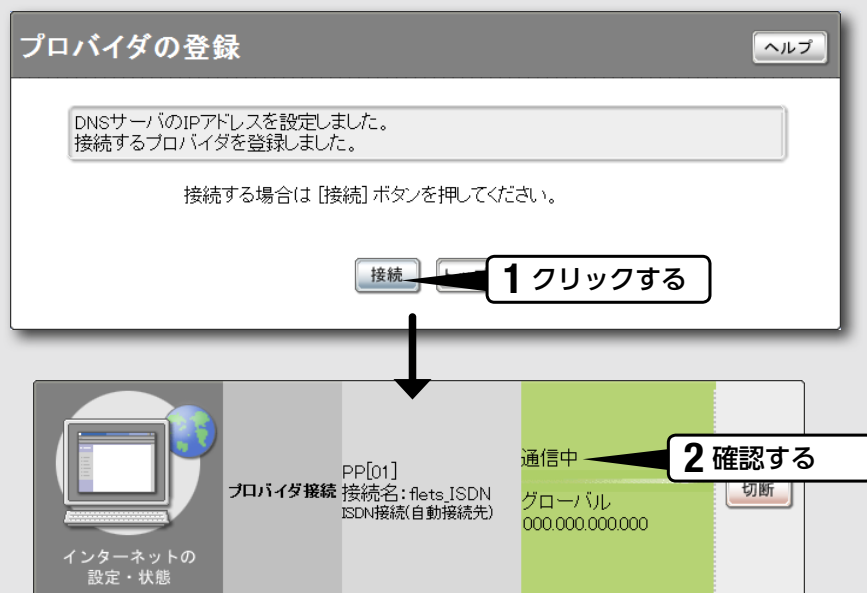 プロバイダの登録
ヘルプ
DNSサーバのIPアドレスを設定しました。
接続するプロバイダを登録しました。
接続する場合は [接続] ボタンを押してください。
接続
1 クリックする
通信中
2 確認する
PP[01]
プロバイダ接続
接続名:flets_ISDN
ISDN接続(自動接続先)
グローバル
000.000.000.000
切断
インターネットの
設定・状態